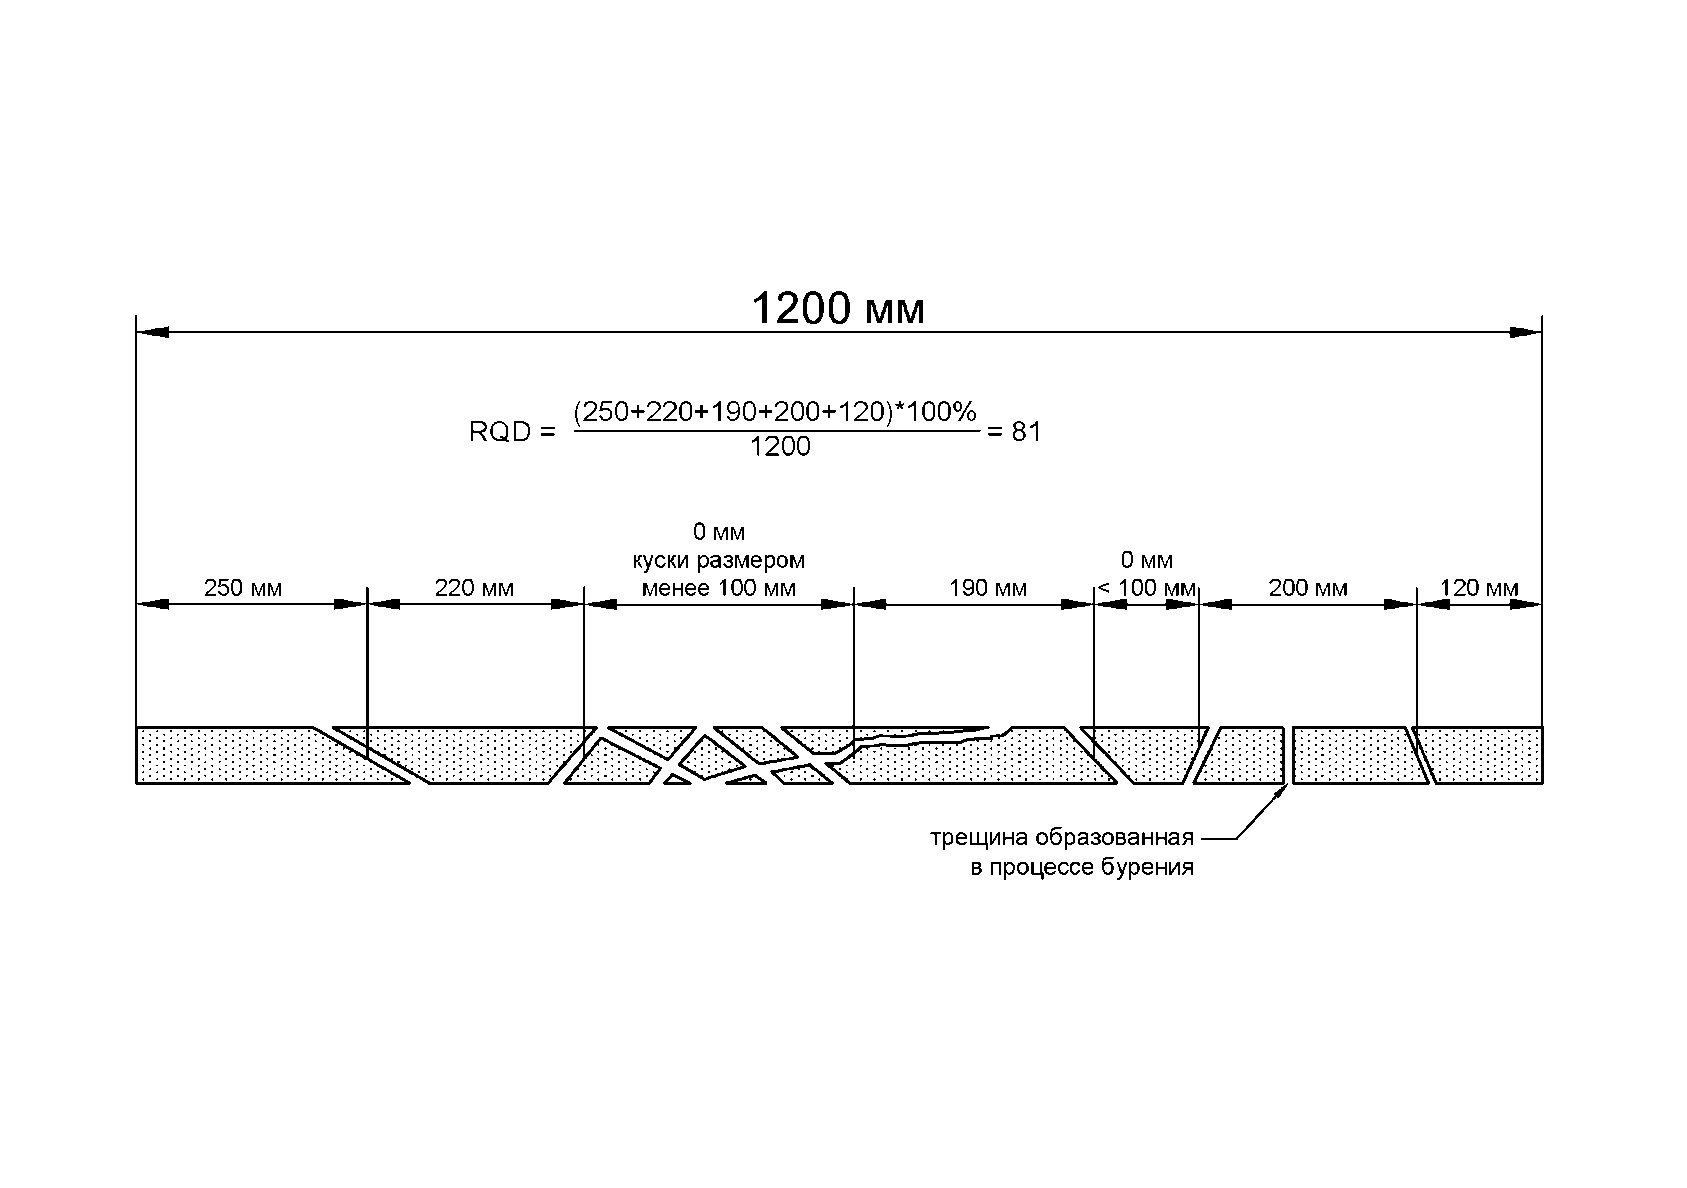 1200 мм
(250+220+190+200+120)*100%
RQD = = 81
1200
0 мм
куски размером
менее 100 мм
0 мм
250 мм 220 мм 190 мм < 100 мм 200 мм 120 мм
трещина образованная
в процессе бурения